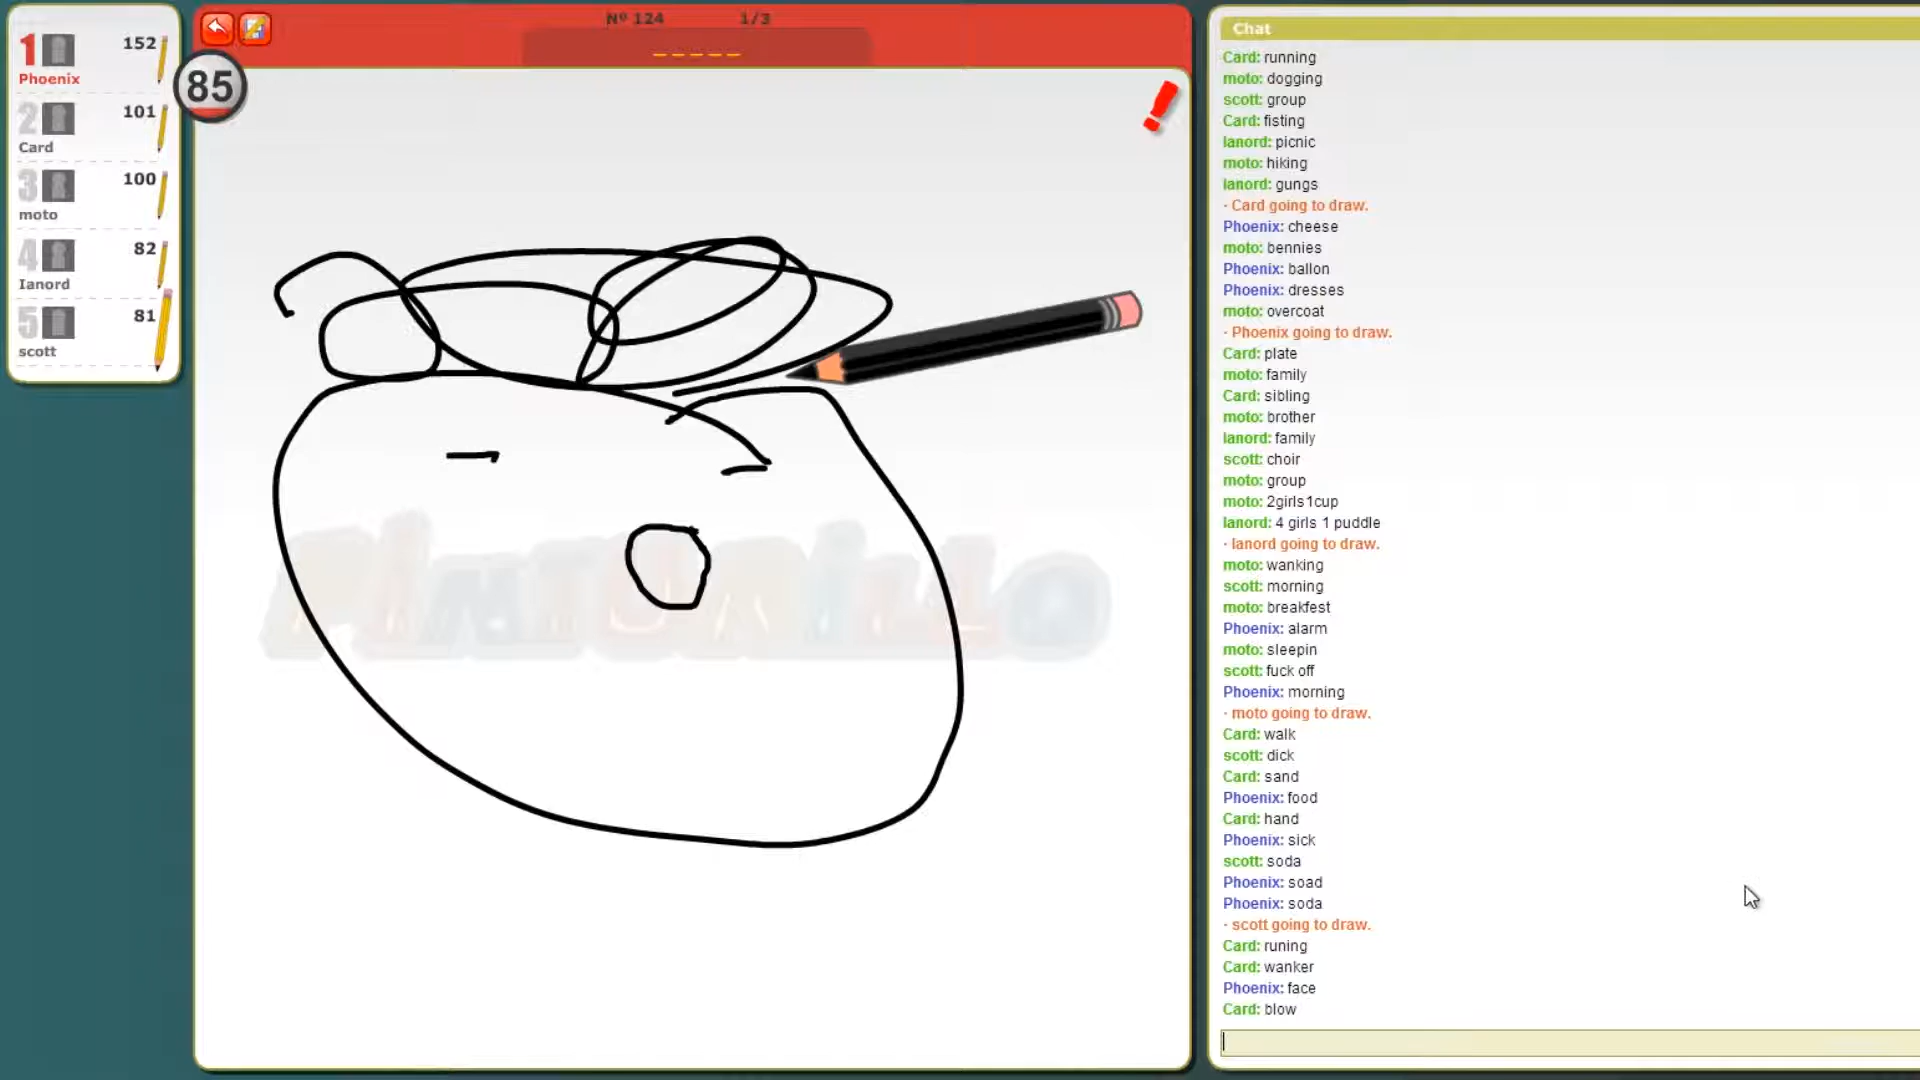 1 152
Phoenix
2 101
Card
3 100
moto
4 82
Ianord
5 81
scott
85
Nº 124 1/3
_ _ _ _ _
!
PINTURILLO
Chat
Card: running
moto: dogging
scott: group
Card: fisting
Ianord: picnic
moto: hiking
Ianord: gungs
· Card going to draw.
Phoenix: cheese
moto: bennies
Phoenix: ballon
Phoenix: dresses
moto: overcoat
· Phoenix going to draw.
Card: plate
moto: family
Card: sibling
moto: brother
Ianord: family
scott: choir
moto: group
moto: 2girls1cup
Ianord: 4 girls 1 puddle
· Ianord going to draw.
moto: wanking
scott: morning
moto: breakfest
Phoenix: alarm
moto: sleepin
scott: fuck off
Phoenix: morning
· moto going to draw.
Card: walk
scott: dick
Card: sand
Phoenix: food
Card: hand
Phoenix: sick
scott: soda
Phoenix: soad
Phoenix: soda
· scott going to draw.
Card: runing
Card: wanker
Phoenix: face
Card: blow